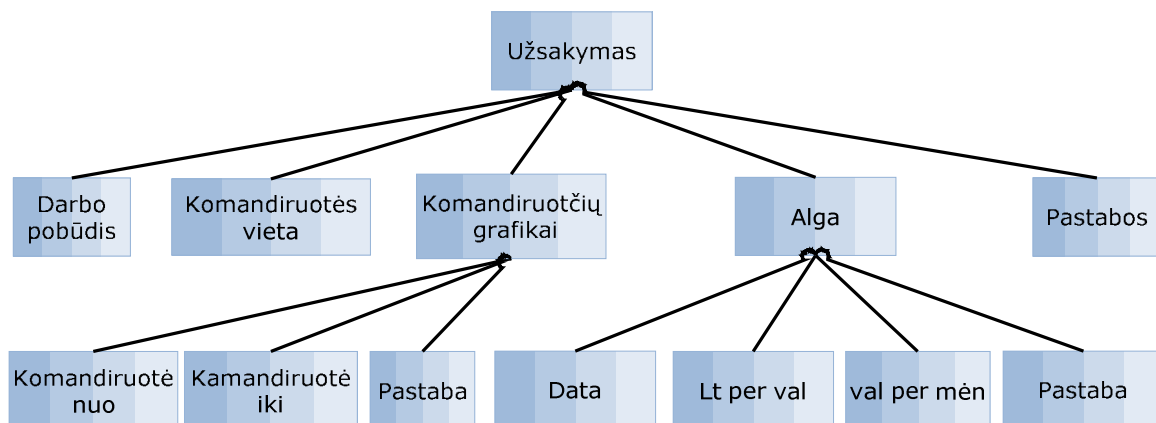 Užsakymas
Darbo
pobūdis
Komandiruotės
vieta
Komandiruotčių
grafikai
Alga
Pastabos
Komandiruotė
nuo
Kamandiruotė
iki
Pastaba
Data
Lt per val
val per mėn
Pastaba